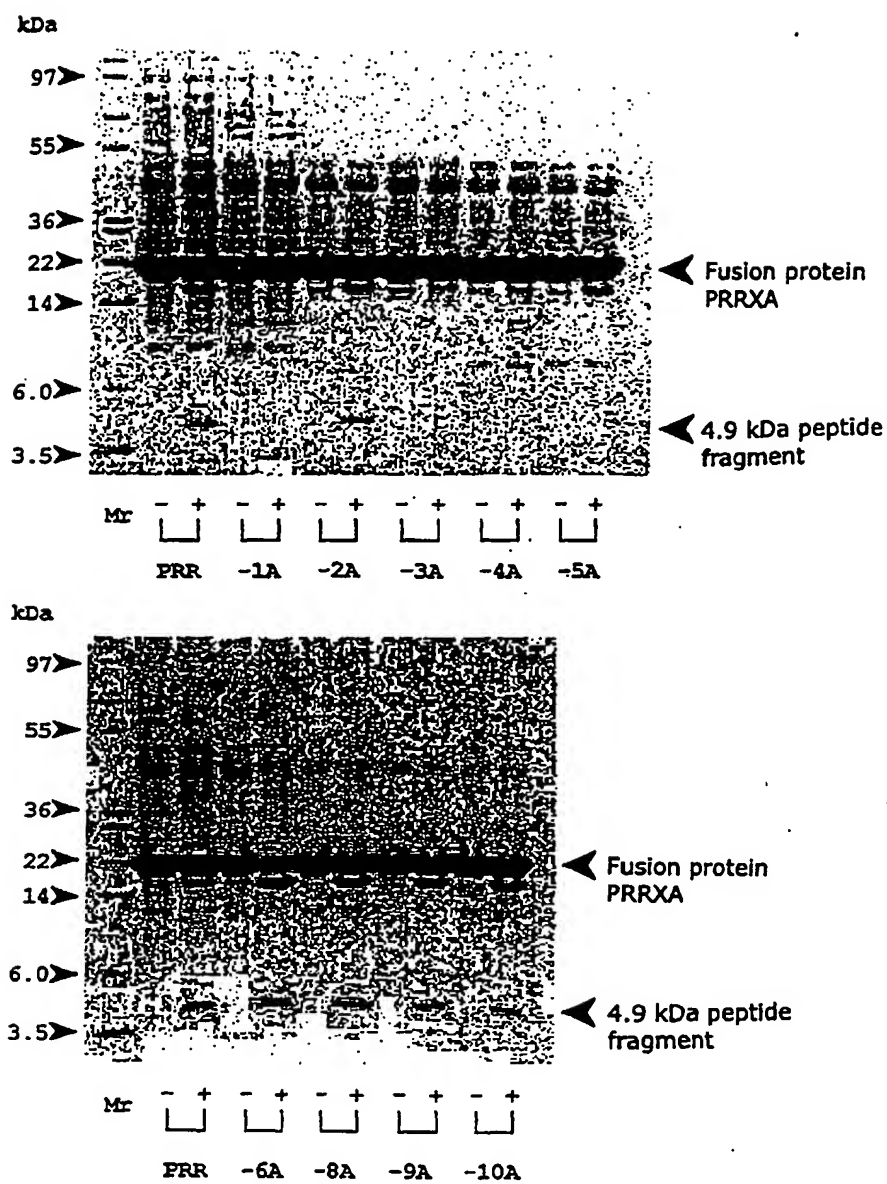 kDa
97
55
36
22
14
6.0
3.5
Fusion protein
PRRXA
4.9 kDa peptide
fragment
Mr - + - + - + - + - + - +
PRR -1A -2A -3A -4A -5A
kDa
97
55
36
22
14
6.0
3.5
Fusion protein
PRRXA
4.9 kDa peptide
fragment
Mr - + - + - + - + - +
PRR -6A -8A -9A -10A